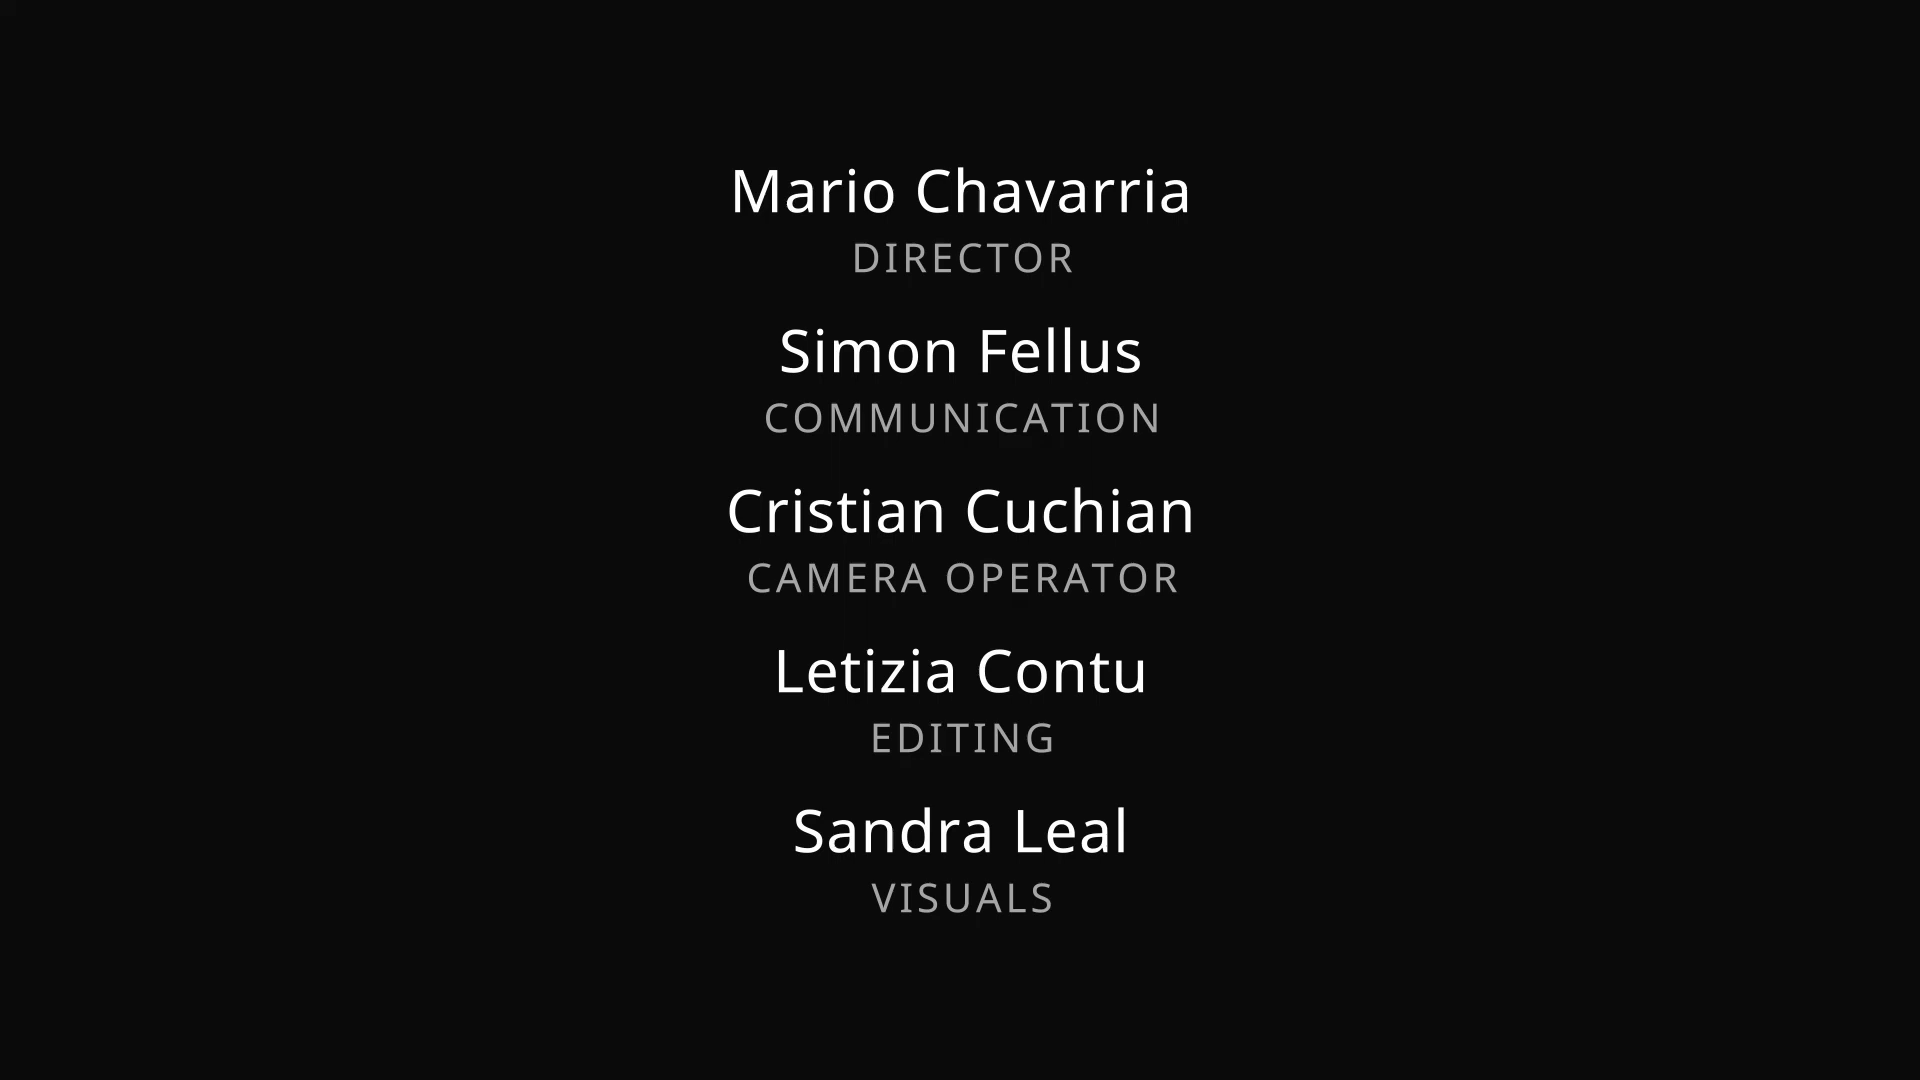 Mario Chavarria
DIRECTOR
Simon Fellus
COMMUNICATION
Cristian Cuchian
CAMERA OPERATOR
Letizia Contu
EDITING
Sandra Leal
VISUALS